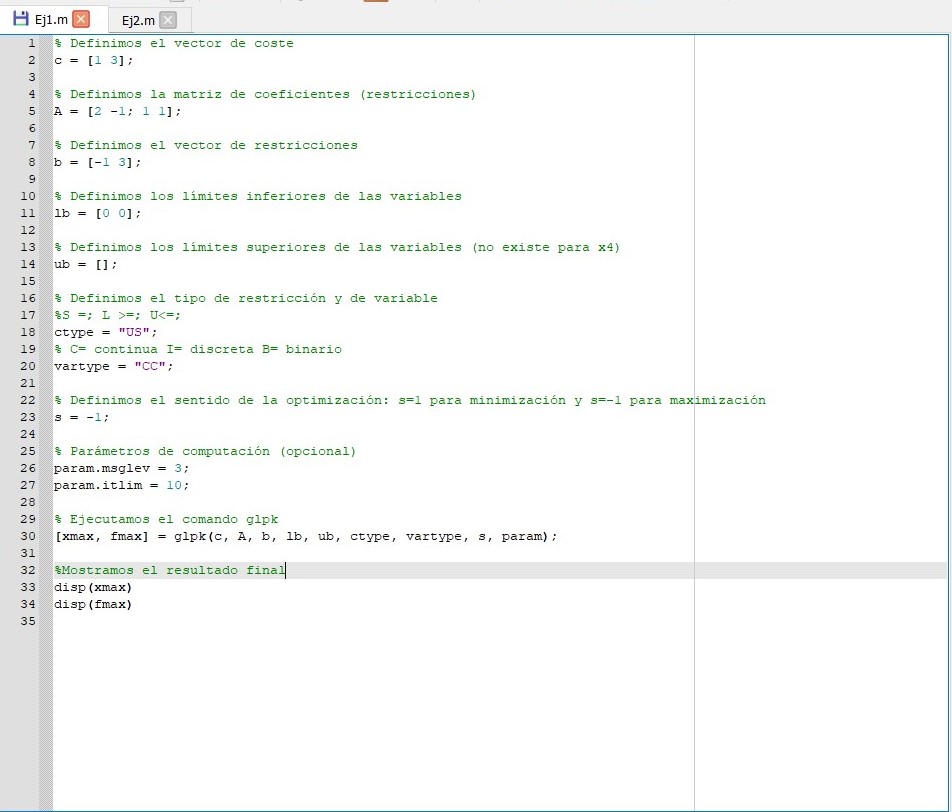 Ej1.m Ej2.m
1 % Definimos el vector de coste
2 c = [1 3];
3
4 % Definimos la matriz de coeficientes (restricciones)
5 A = [2 -1; 1 1];
6
7 % Definimos el vector de restricciones
8 b = [-1 3];
9
10 % Definimos los límites inferiores de las variables
11 lb = [0 0];
12
13 % Definimos los límites superiores de las variables (no existe para x4)
14 ub = [];
15
16 % Definimos el tipo de restricción y de variable
17 %S =; L >=; U<=;
18 ctype = "US";
19 % C= continua I= discreta B= binario
20 vartype = "CC";
21
22 % Definimos el sentido de la optimización: s=1 para minimización y s=-1 para maximización
23 s = -1;
24
25 % Parámetros de computación (opcional)
26 param.msglev = 3;
27 param.itlim = 10;
28
29 % Ejecutamos el comando glpk
30 [xmax, fmax] = glpk(c, A, b, lb, ub, ctype, vartype, s, param);
31
32 %Mostramos el resultado final
33 disp(xmax)
34 disp(fmax)
35